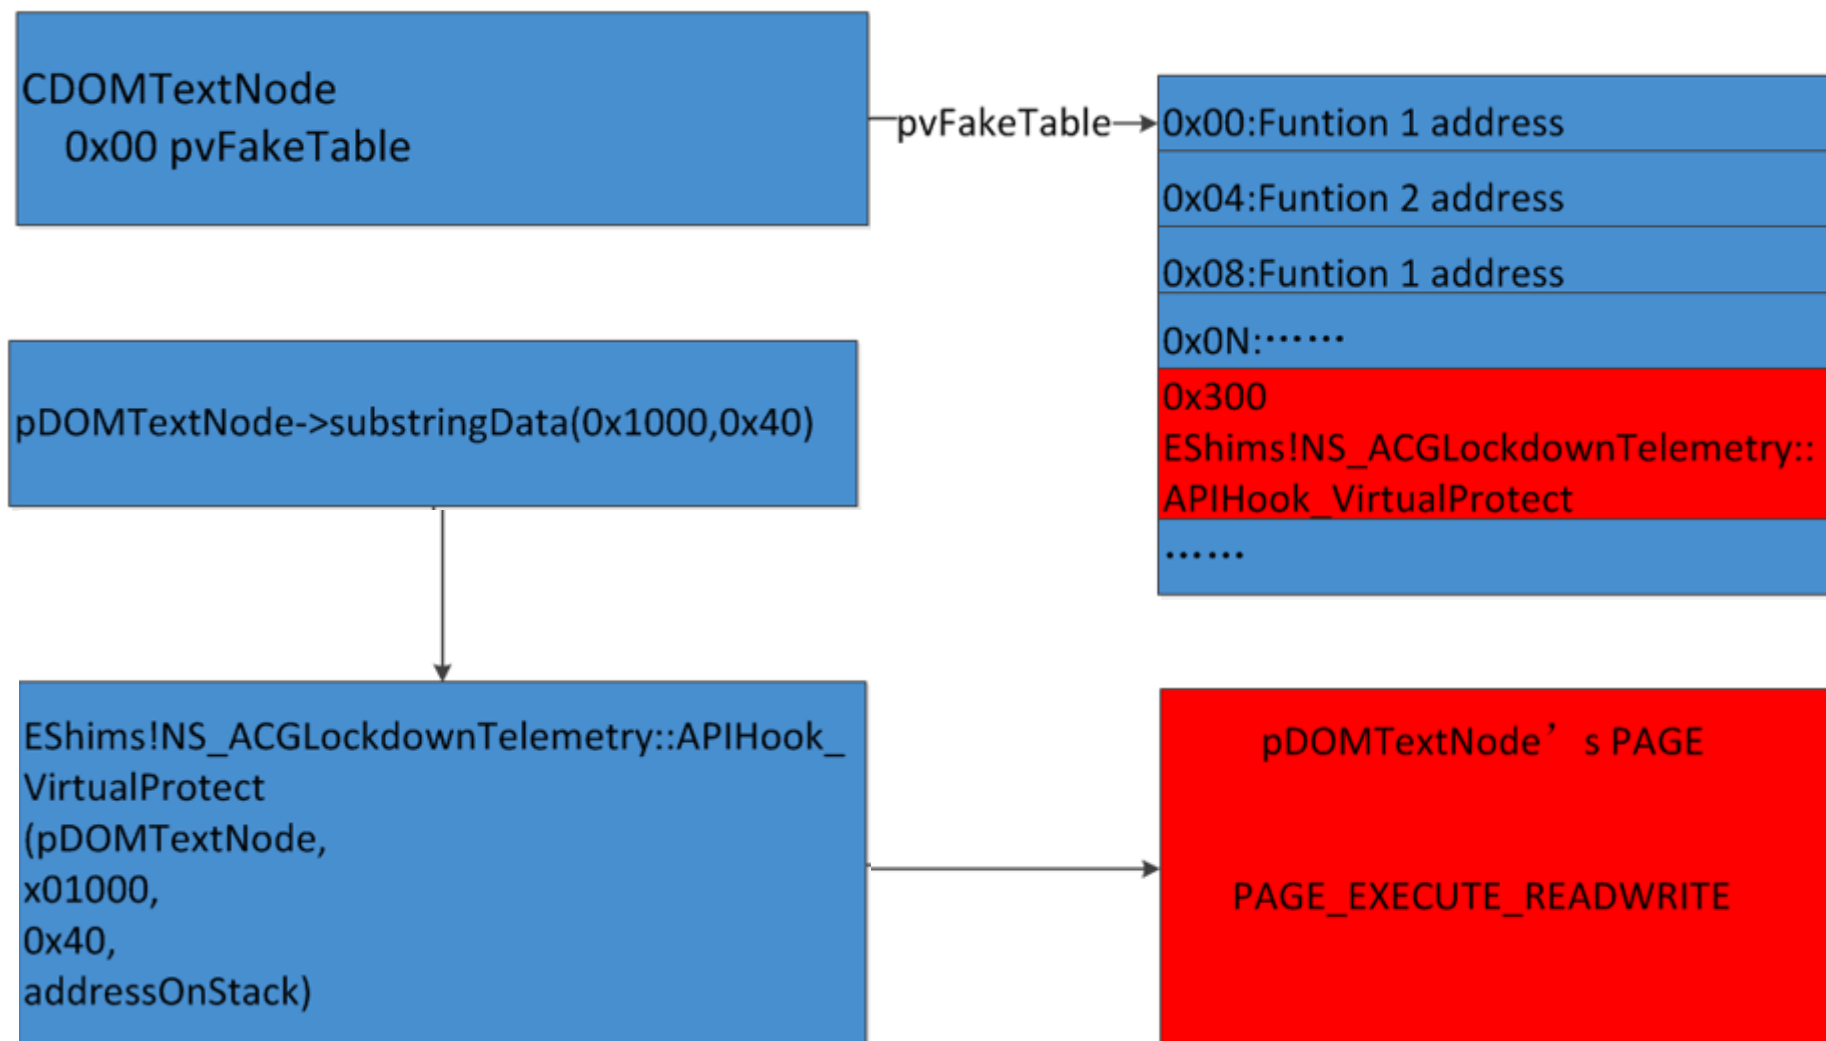 CDOMTextNode
0x00 pvFakeTable
pvFakeTable
0x00:Funtion 1 address
0x04:Funtion 2 address
0x08:Funtion 1 address
0x0N:⋯⋯
0x300
EShims!NS_ACGLockdownTelemetry::
APIHook_VirtualProtect
⋯⋯
pDOMTextNode->substringData(0x1000,0x40)
EShims!NS_ACGLockdownTelemetry::APIHook_
VirtualProtect
(pDOMTextNode,
x01000,
0x40,
addressOnStack)
pDOMTextNode’s PAGE
PAGE_EXECUTE_READWRITE